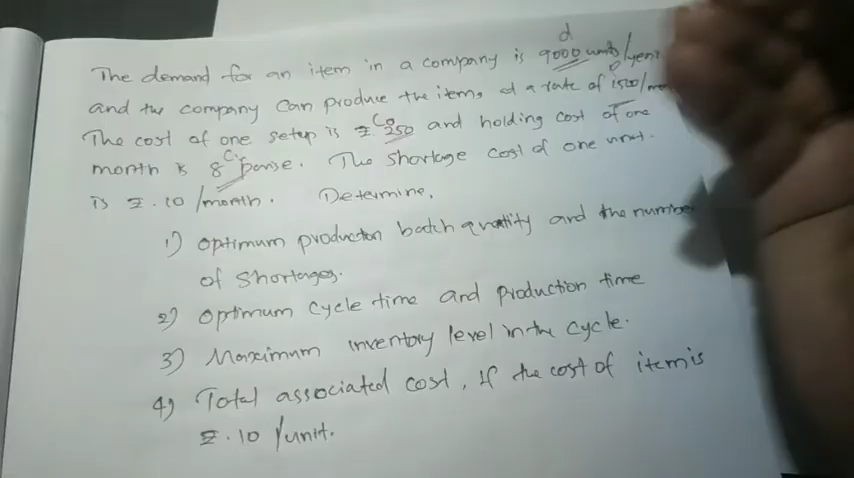 d
The demand for an item in a company is 9000 units/year
and the company can produce the items at a rate of 1500/
Co
The cost of one setup is ₹. 250 and holding cost of one
C1
month is 8 paise. The shortage cost of one unit.
is ₹.10 /month. Determine,
1) Optimum production batch quatity and the number
of shortages.
2) Optimum cycle time and production time
3) Maximum inventory level in the cycle.
4) Total associated cost, if the cost of item is
₹.10 /unit.